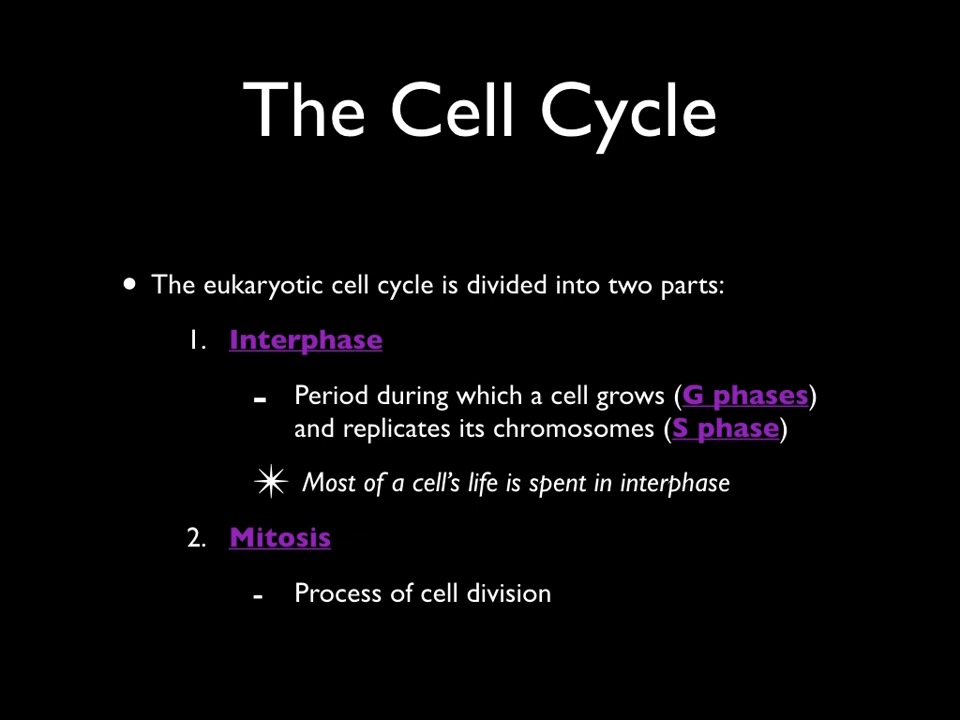 The Cell Cycle
• The eukaryotic cell cycle is divided into two parts:
1. Interphase
- Period during which a cell grows (G phases)
and replicates its chromosomes (S phase)
✴ Most of a cell’s life is spent in interphase
2. Mitosis
- Process of cell division